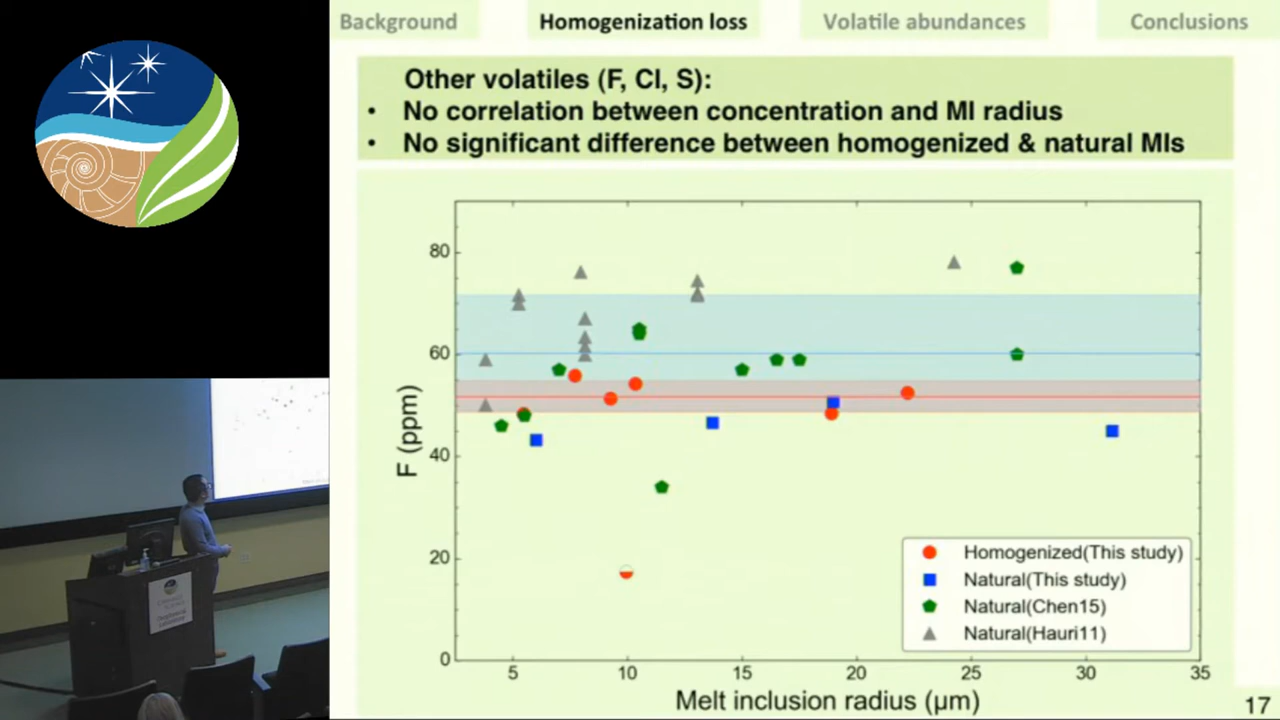 Background
Homogenization loss
Volatile abundances
Conclusions
Other volatiles (F, Cl, S):
• No correlation between concentration and MI radius
• No significant difference between homogenized & natural MIs
80
60
40
20
0
F (ppm)
5 10 15 20 25 30 35
Melt inclusion radius (μm)
Homogenized(This study)
Natural(This study)
Natural(Chen15)
Natural(Hauri11)
17